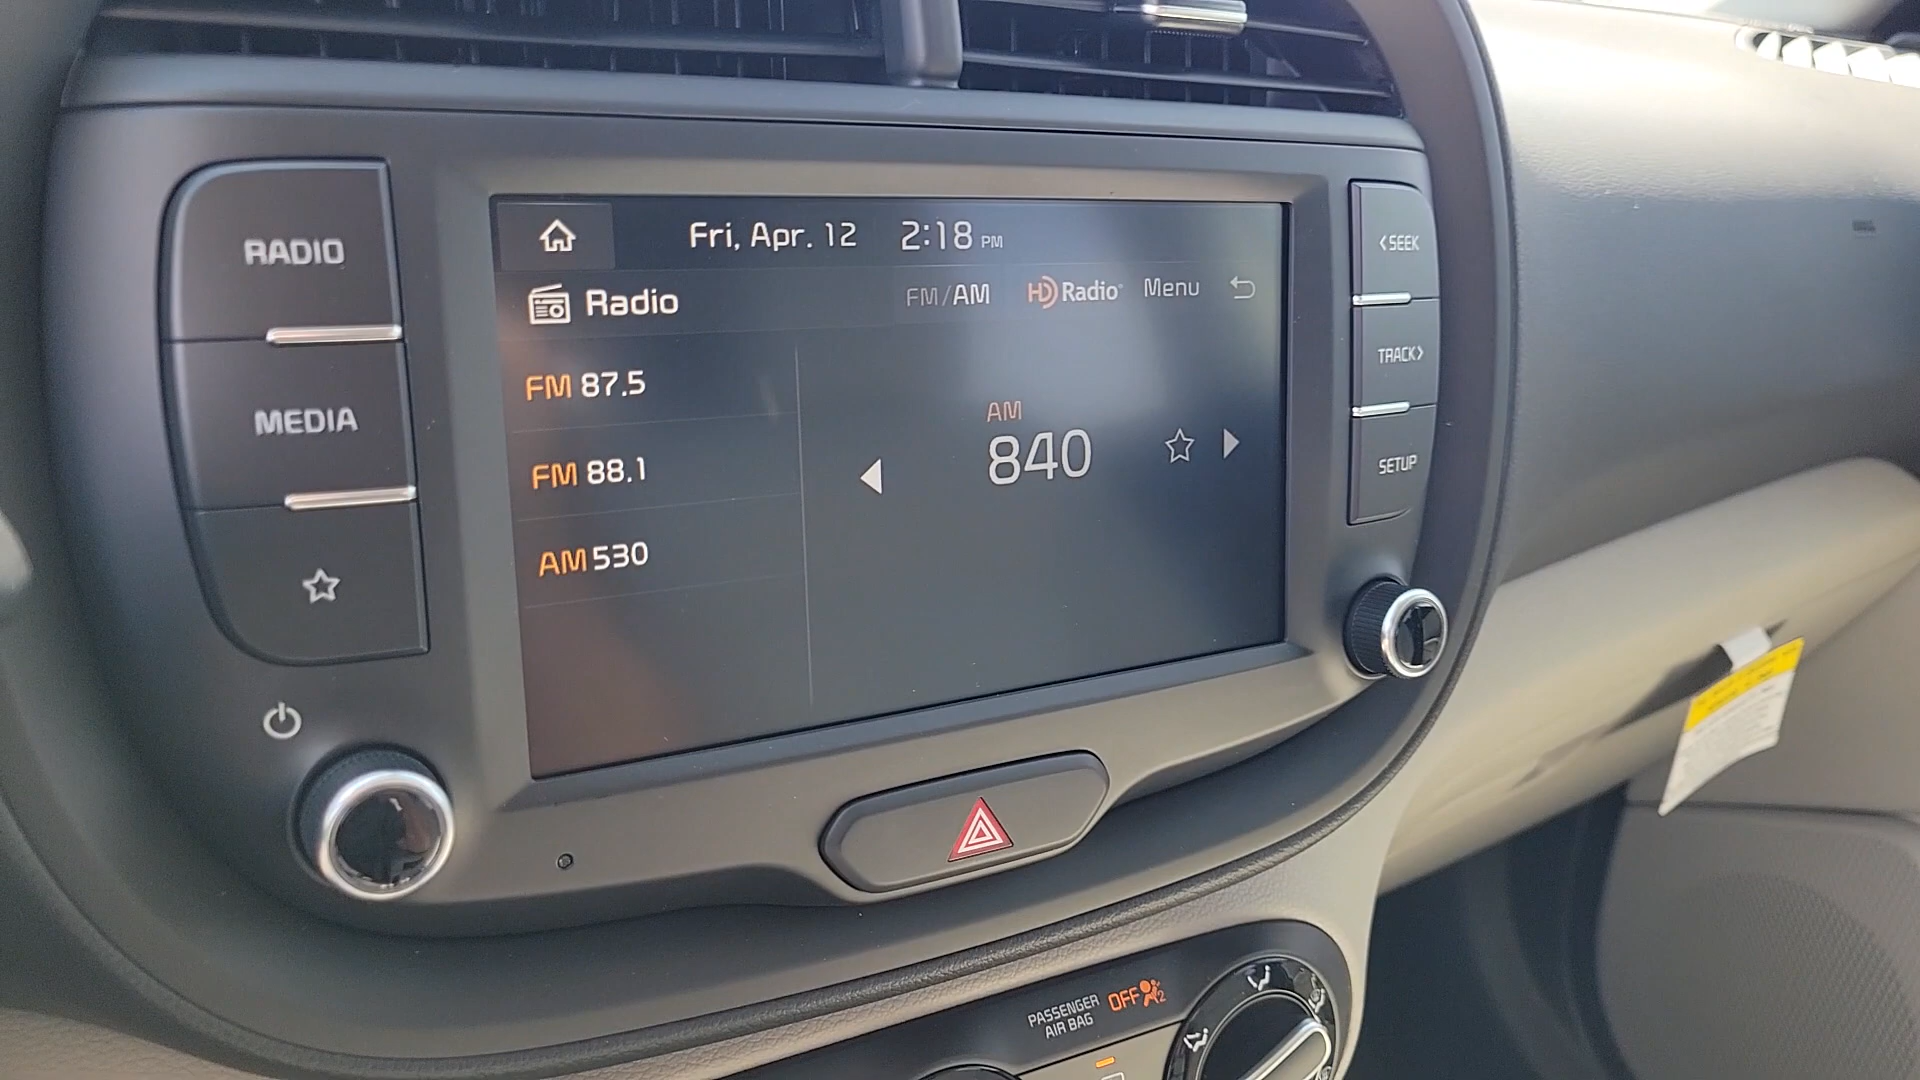 Fri, Apr. 12 2:18 PM
Radio FM/AM HD Radio Menu
FM 87.5
FM 88.1
AM 530
AM
840
RADIO
MEDIA
<SEEK
TRACK>
SETUP
PASSENGER
AIR BAG
OFF 2